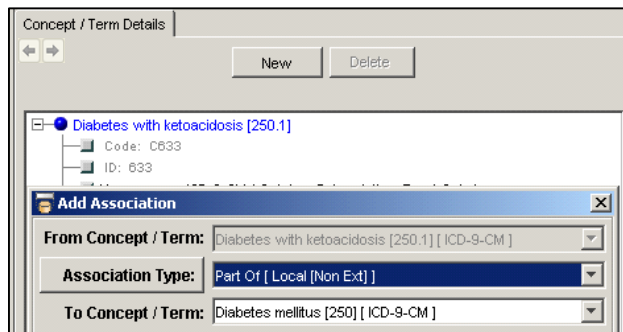 Concept / Term Details
New Delete
Diabetes with ketoacidosis [250.1]
Code: C633
ID: 633
Add Association
From Concept / Term: Diabetes with ketoacidosis [250.1] [ ICD-9-CM ]
Association Type: Part Of [ Local [Non Ext] ]
To Concept / Term: Diabetes mellitus [250] [ ICD-9-CM ]